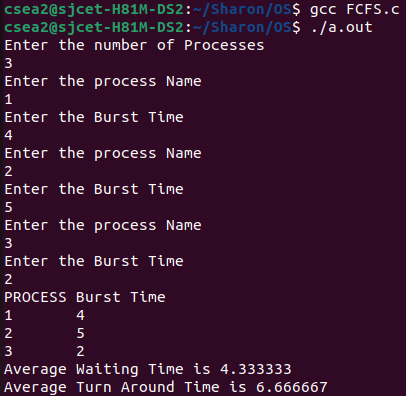 csea2@sjcet-H81M-DS2:~/Sharon/OS$ gcc FCFS.c
csea2@sjcet-H81M-DS2:~/Sharon/OS$ ./a.out
Enter the number of Processes
3
Enter the process Name
1
Enter the Burst Time
4
Enter the process Name
2
Enter the Burst Time
5
Enter the process Name
3
Enter the Burst Time
2
PROCESS Burst Time
1       4
2       5
3       2
Average Waiting Time is 4.333333
Average Turn Around Time is 6.666667